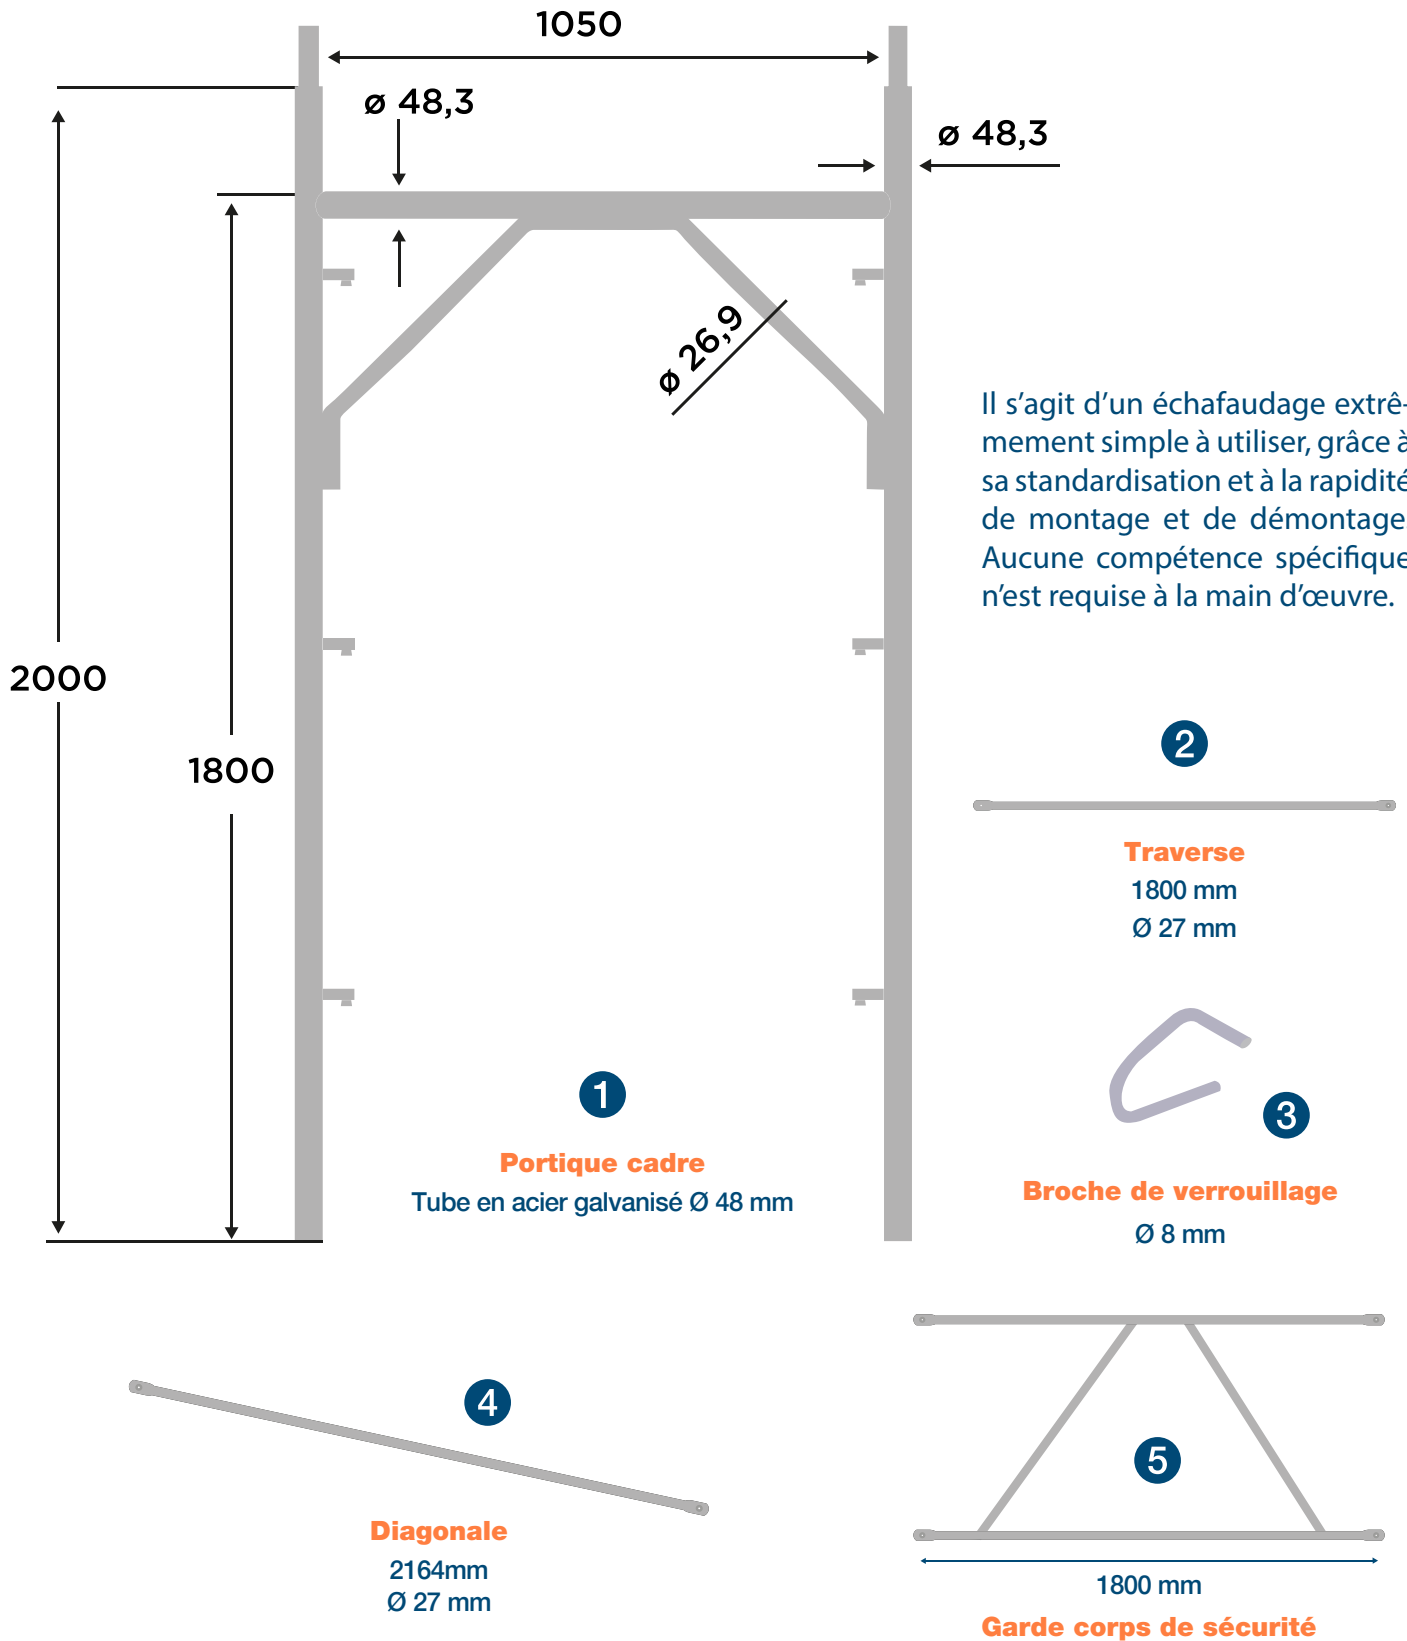 1050
ø 48,3
ø 48,3
ø 26,9
2000
1800
Il s’agit d’un échafaudage extrê-
mement simple à utiliser, grâce à
sa standardisation et à la rapidité
de montage et de démontage
Aucune compétence spécifique
n’est requise à la main d’œuvre.
2
Traverse
1800 mm
Ø 27 mm
3
Broche de verrouillage
Ø 8 mm
1
Portique cadre
Tube en acier galvanisé Ø 48 mm
4
Diagonale
2164mm
Ø 27 mm
5
1800 mm
Garde corps de sécurité